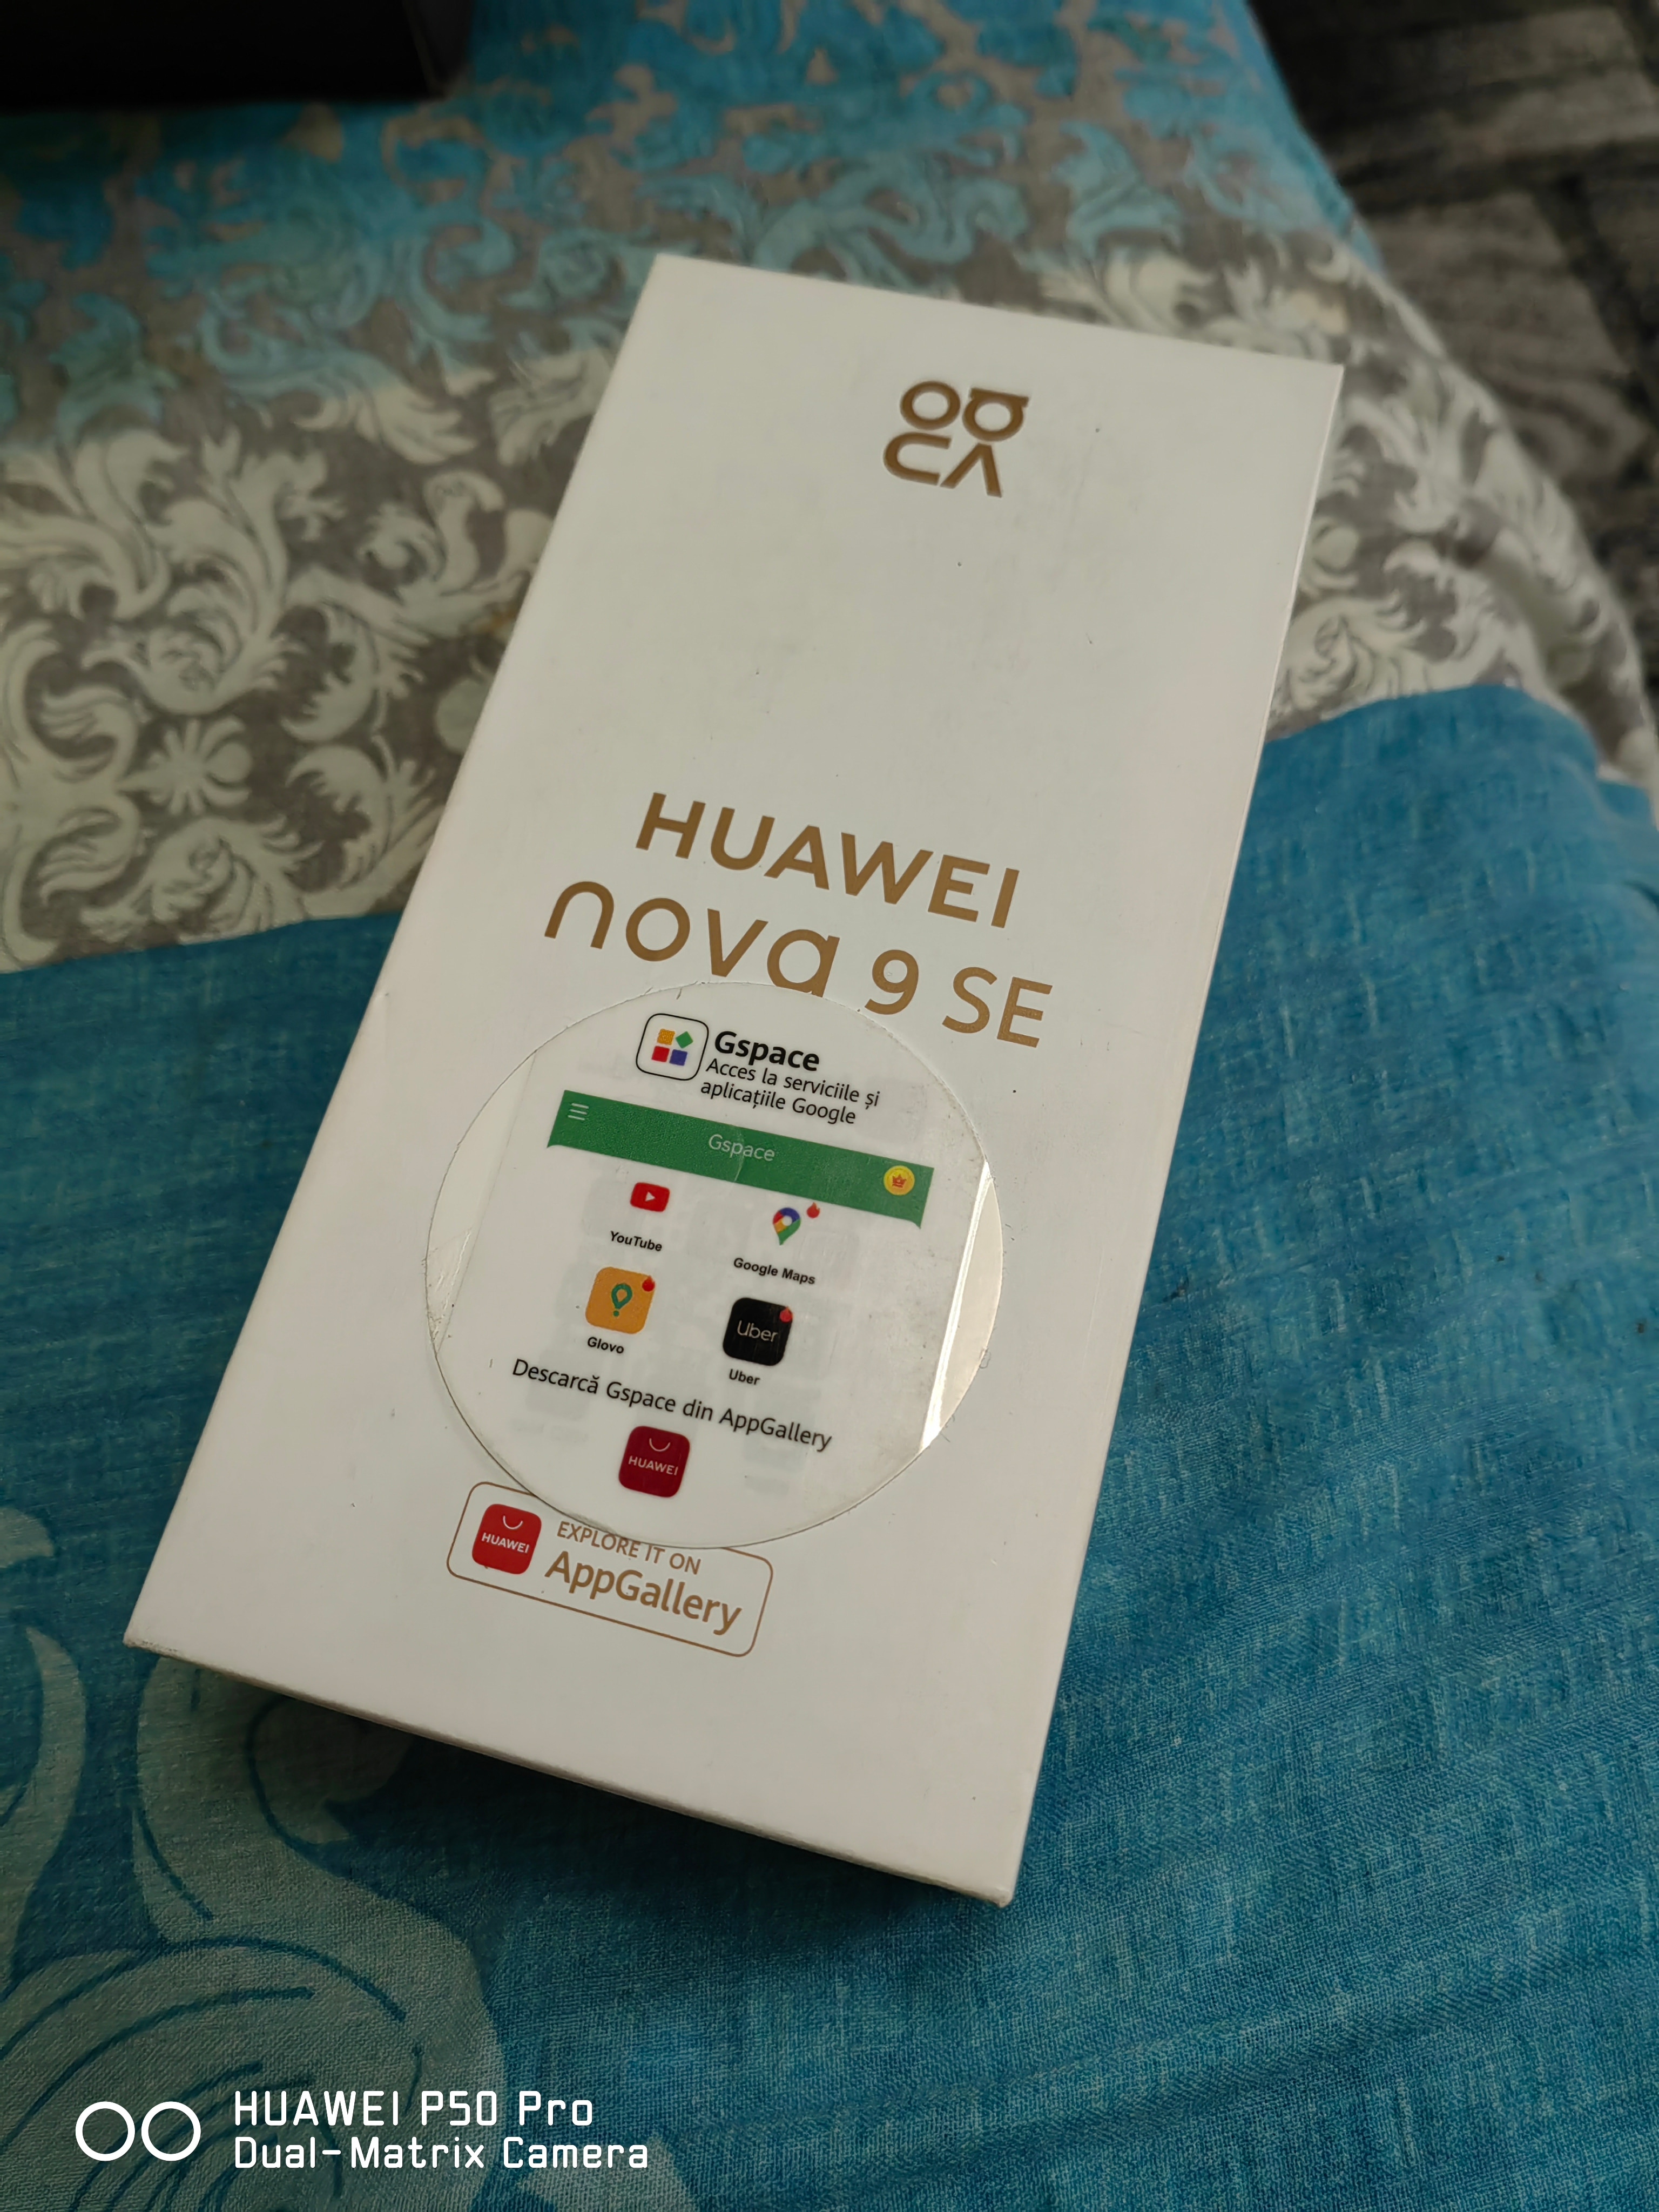 HUAWEI
nova 9 SE
Gspace
Acces la serviciile și
aplicațiile Google
Gspace
YouTube
Google Maps
Glovo
Uber
Uber
Descarcă Gspace din AppGallery
HUAWEI
HUAWEI
EXPLORE IT ON
AppGallery
HUAWEI P50 Pro
Dual-Matrix Camera